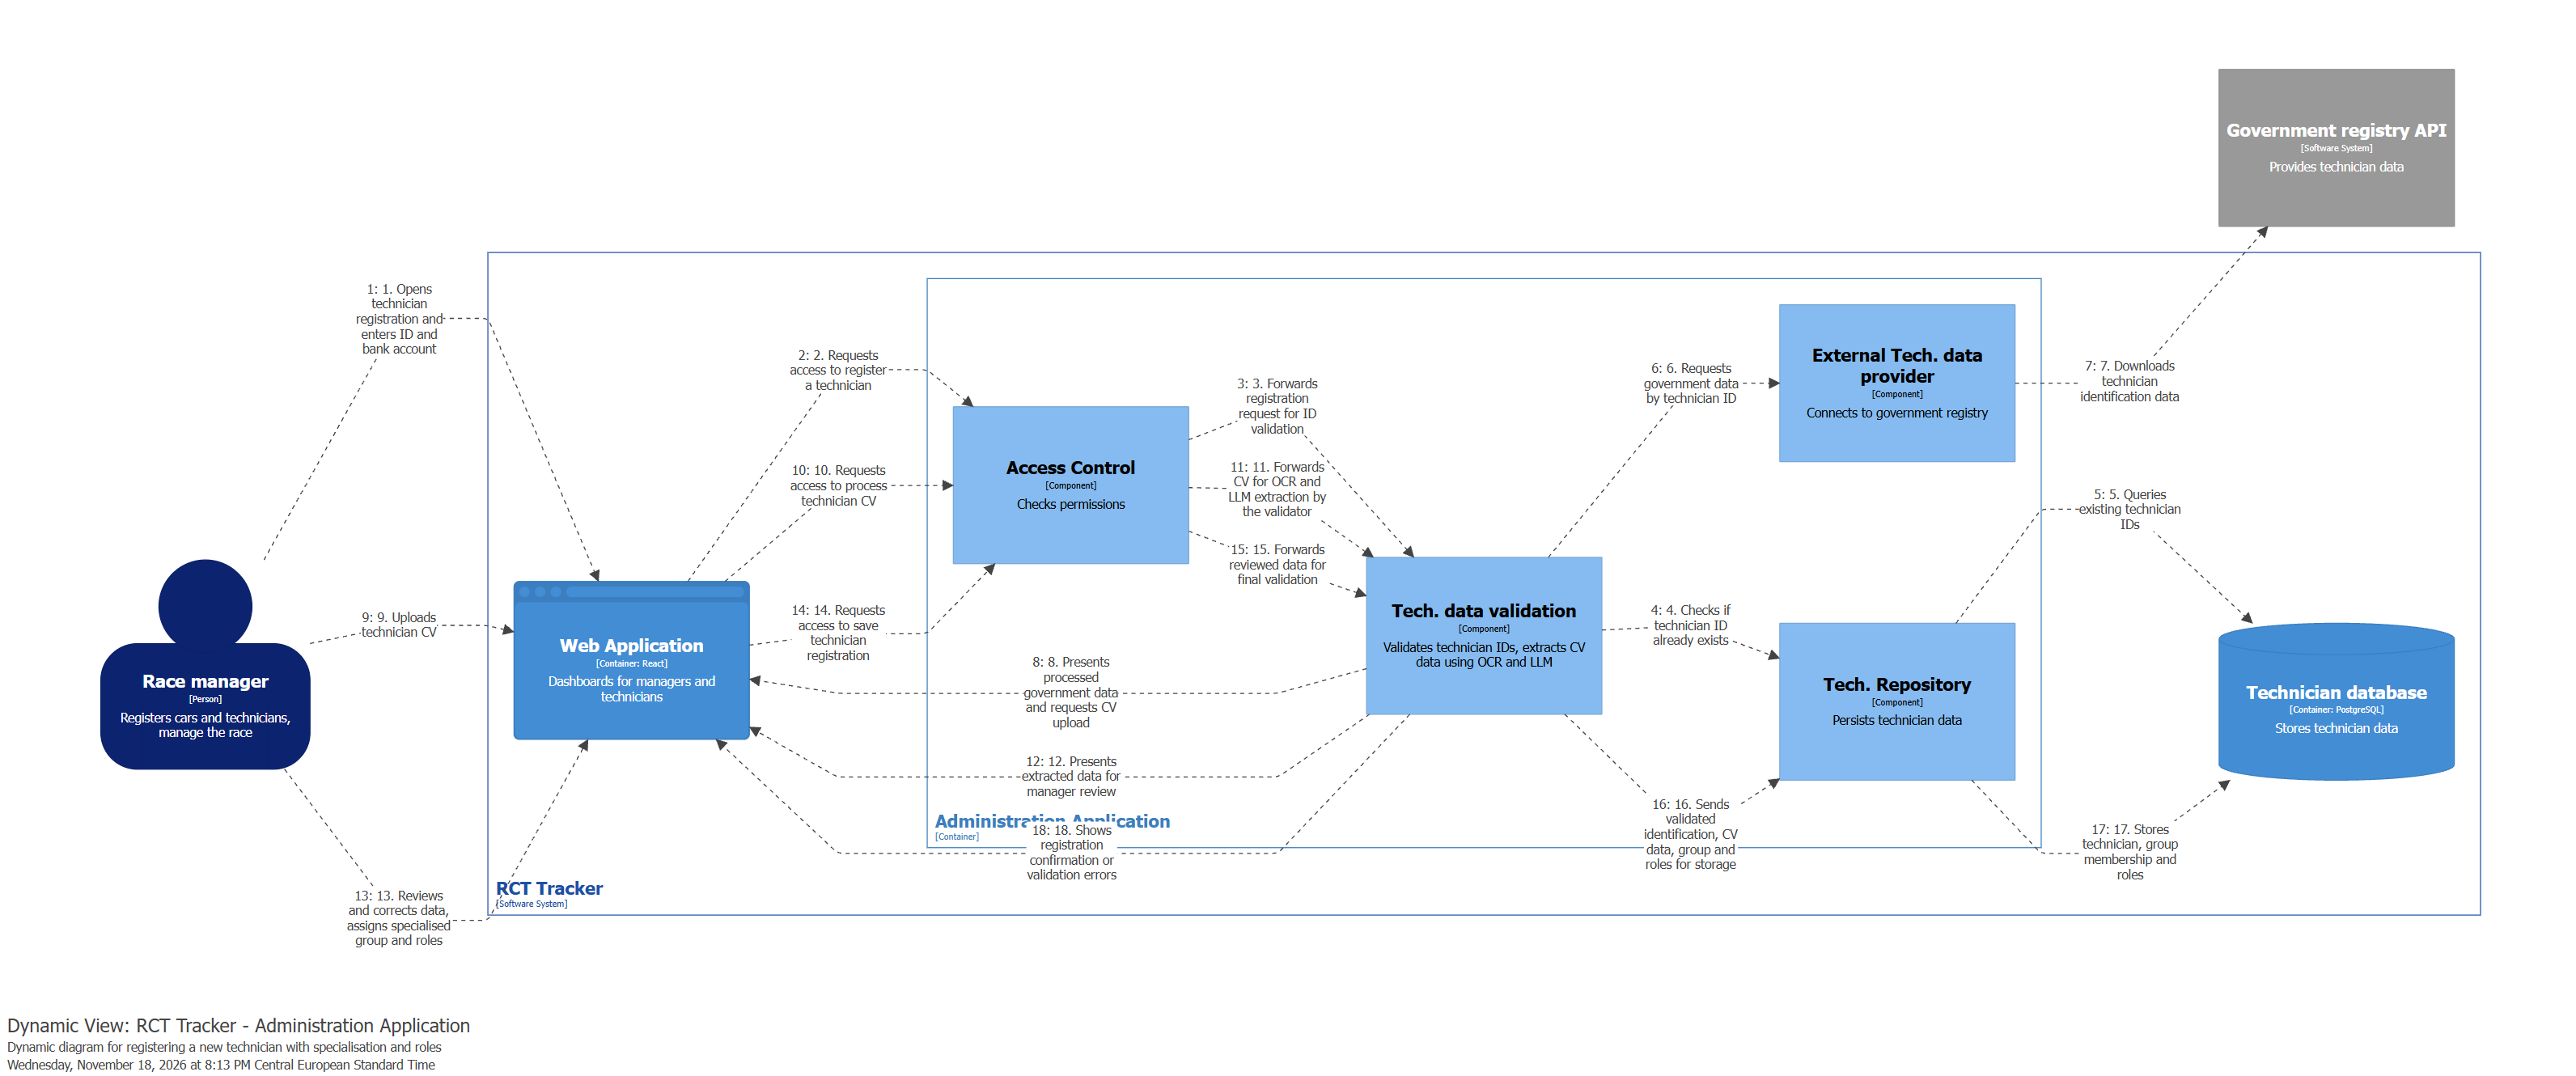 Government registry API
[Software System]
Provides technician data
1: 1. Opens
technician
registration and
enters ID and
bank account
2: 2. Requests
access to register
a technician
3: 3. Forwards
registration
request for ID
validation
6: 6. Requests
government data
by technician ID
External Tech. data
provider
[Component]
Connects to government registry
7: 7. Downloads
technician
identification data
10: 10. Requests
access to process
technician CV
Access Control
[Component]
Checks permissions
11: 11. Forwards
CV for OCR and
LLM extraction by
the validator
5: 5. Queries
existing technician
IDs
15: 15. Forwards
reviewed data for
final validation
9: 9. Uploads
technician CV
Race manager
[Person]
Registers cars and technicians,
manage the race
Web Application
[Container: React]
Dashboards for managers and
technicians
14: 14. Requests
access to save
technician
registration
Tech. data validation
[Component]
Validates technician IDs, extracts CV
data using OCR and LLM
4: 4. Checks if
technician ID
already exists
Tech. Repository
[Component]
Persists technician data
Technician database
[Container: PostgreSQL]
Stores technician data
8: 8. Presents
processed
government data
and requests CV
upload
12: 12. Presents
extracted data for
manager review
Administration Application
[Container]
18: 18. Shows
registration
confirmation or
validation errors
16: 16. Sends
validated
identification, CV
data, group and
roles for storage
17: 17. Stores
technician, group
membership and
roles
RCT Tracker
[Software System]
13: 13. Reviews
and corrects data,
assigns specialised
group and roles
Dynamic View: RCT Tracker - Administration Application
Dynamic diagram for registering a new technician with specialisation and roles
Wednesday, November 18, 2026 at 8:13 PM Central European Standard Time